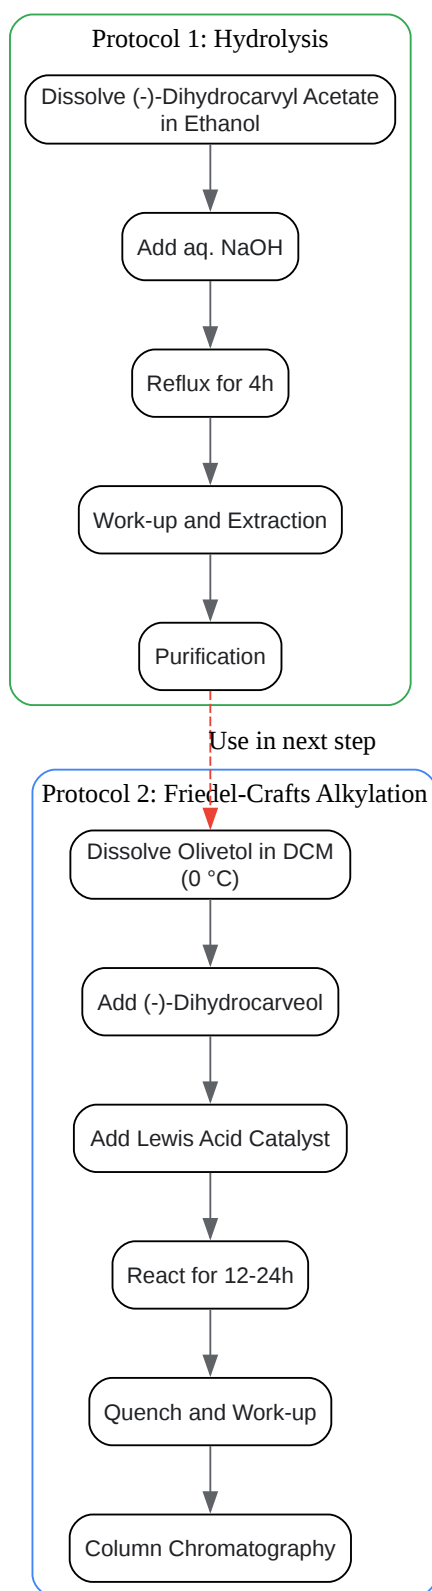 Protocol 1: Hydrolysis
Dissolve (-)-Dihydrocarvyl Acetate
in Ethanol
Add aq. NaOH
Reflux for 4h
Work-up and Extraction
Purification
Use in next step
Protocol 2: Friedel-Crafts Alkylation
Dissolve Olivetol in DCM
(0 °C)
Add (-)-Dihydrocarveol
Add Lewis Acid Catalyst
React for 12-24h
Quench and Work-up
Column Chromatography